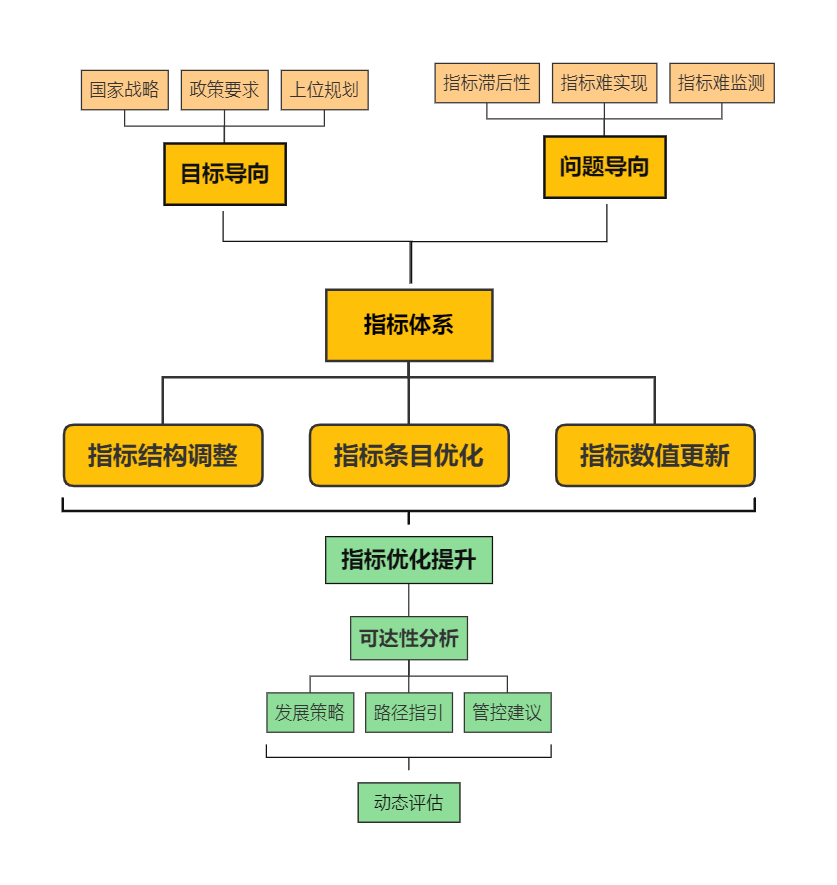 国家战略
政策要求
上位规划
指标滞后性
指标难实现
指标难监测
目标导向
问题导向
指标体系
指标结构调整
指标条目优化
指标数值更新
指标优化提升
可达性分析
发展策略
路径指引
管控建议
动态评估